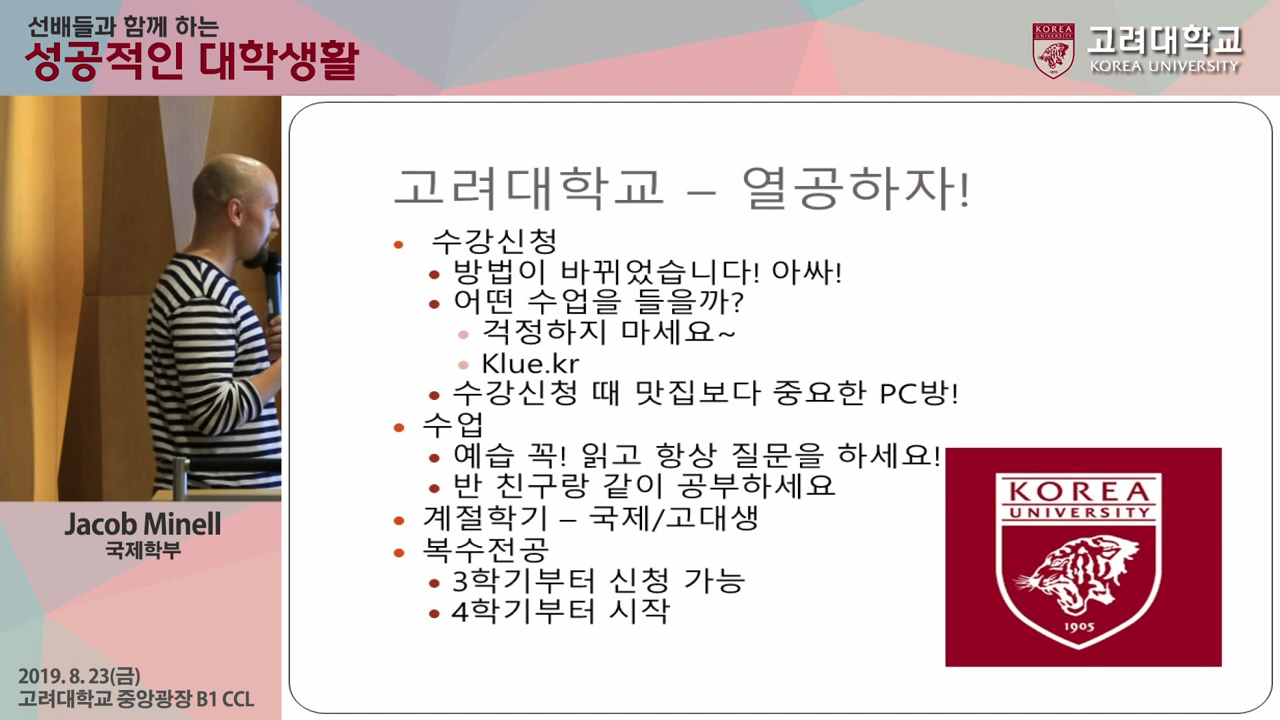 선배들과 함께 하는
성공적인 대학생활
KOREA
UNIVERSITY
고려대학교
KOREA UNIVERSITY
고려대학교 – 열공하자!
수강신청
방법이 바뀌었습니다! 아싸!
어떤 수업을 들을까?
걱정하지 마세요~
Klue.kr
수강신청 때 맛집보다 중요한 PC방!
수업
예습 꼭! 읽고 항상 질문을 하세요!
반 친구랑 같이 공부하세요
계절학기 – 국제/고대생
복수전공
3학기부터 신청 가능
4학기부터 시작
KOREA
UNIVERSITY
1905
Jacob Minell
국제학부
2019. 8. 23(금)
고려대학교 중앙광장 B1 CCL